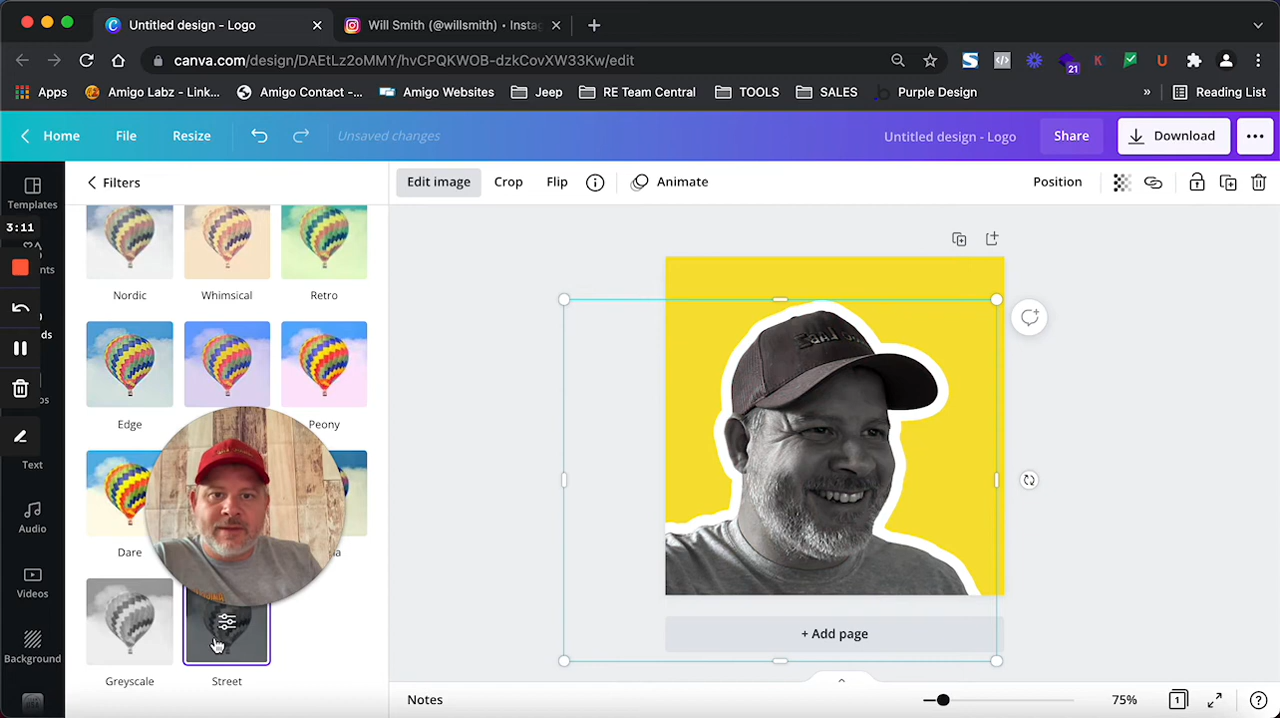 Untitled design - Logo
Will Smith (@willsmith) • Insta
canva.com/design/DAEtLz2oMMY/hvCPQKWOB-dzkCovXW33Kw/edit
21
K
U
Apps
Amigo Labz - Link...
Amigo Contact -...
Amigo Websites
Jeep
RE Team Central
TOOLS
SALES
Purple Design
»
Reading List
Home
File
Resize
Unsaved changes
Untitled design - Logo
Share
Download
Templates
Filters
Edit image
Crop
Flip
Animate
Position
3:11
Nordic
Whimsical
Retro
Edge
Peony
Text
Dare
Audio
Videos
Background
Greyscale
Street
+ Add page
Notes
75%
1